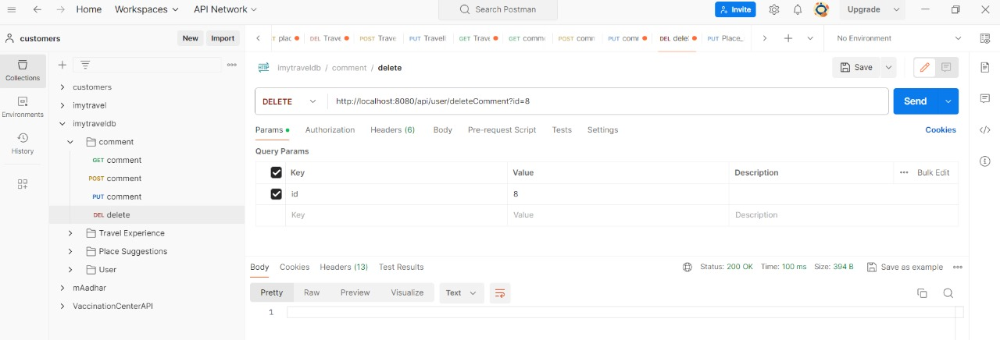 Home Workspaces API Network Search Postman Invite Upgrade
customers New Import
plac DEL Trave POST Trave PUT Travell GET Trave GET comm POST comn PUT comr DEL dele PUT Place_ No Environment
Collections
Environments
History
customers
imytravel
imytraveldb
comment
GET comment
POST comment
PUT comment
DEL delete
Travel Experience
Place Suggestions
User
mAadhar
VaccinationCenterAPI
HTTP imytraveldb / comment / delete Save
DELETE http://localhost:8080/api/user/deleteComment?id=8 Send
Params Authorization Headers (6) Body Pre-request Script Tests Settings Cookies
Query Params
Key Value Description Bulk Edit
id 8
Key Value Description
Body Cookies Headers (13) Test Results Status: 200 OK Time: 100 ms Size: 394 B Save as example
Pretty Raw Preview Visualize Text
1